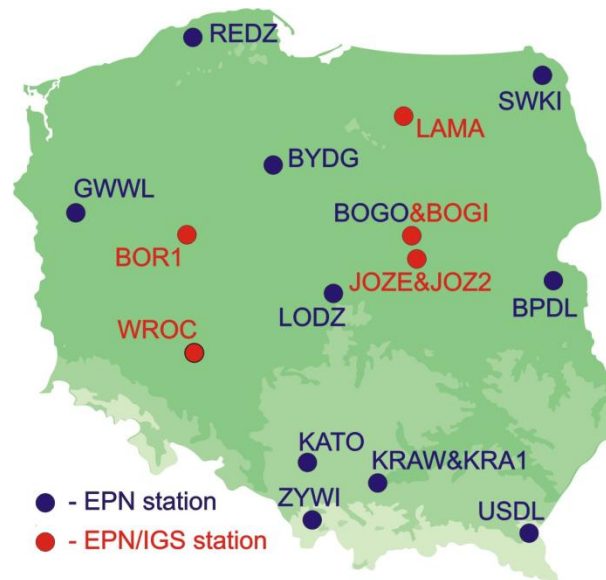 REDZ
SWKI
LAMA
BYDG
GWWL
BOGO&BOGI
BOR1
JOZE&JOZ2
BPDL
LODZ
WROC
KATO
KRAW&KRA1
ZYWI
USDL
- EPN station
- EPN/IGS station